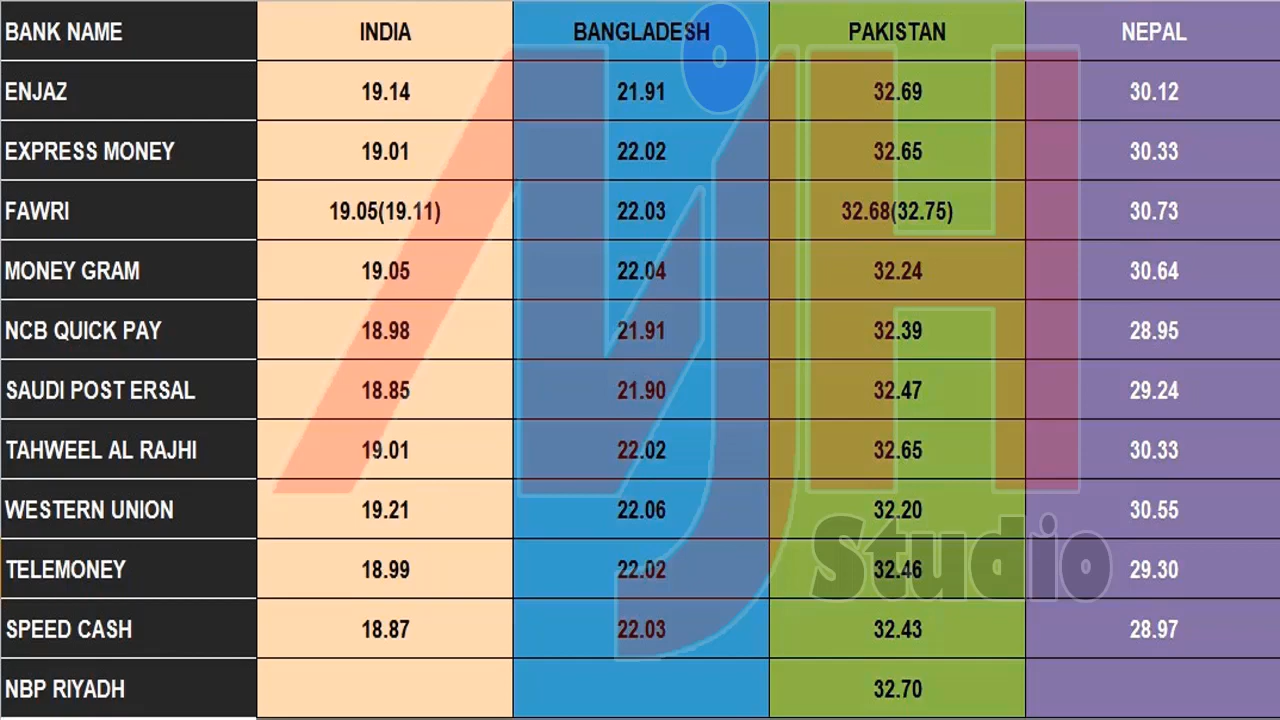 BANK NAME INDIA BANGLADESH PAKISTAN NEPAL
ENJAZ 19.14 21.91 32.69 30.12
EXPRESS MONEY 19.01 22.02 32.65 30.33
FAWRI 19.05(19.11) 22.03 32.68(32.75) 30.73
MONEY GRAM 19.05 22.04 32.24 30.64
NCB QUICK PAY 18.98 21.91 32.39 28.95
SAUDI POST ERSAL 18.85 21.90 32.47 29.24
TAHWEEL AL RAJHI 19.01 22.02 32.65 30.33
WESTERN UNION 19.21 22.06 32.20 30.55
TELEMONEY 18.99 22.02 32.46 29.30
SPEED CASH 18.87 22.03 32.43 28.97
NBP RIYADH 32.70
Studio